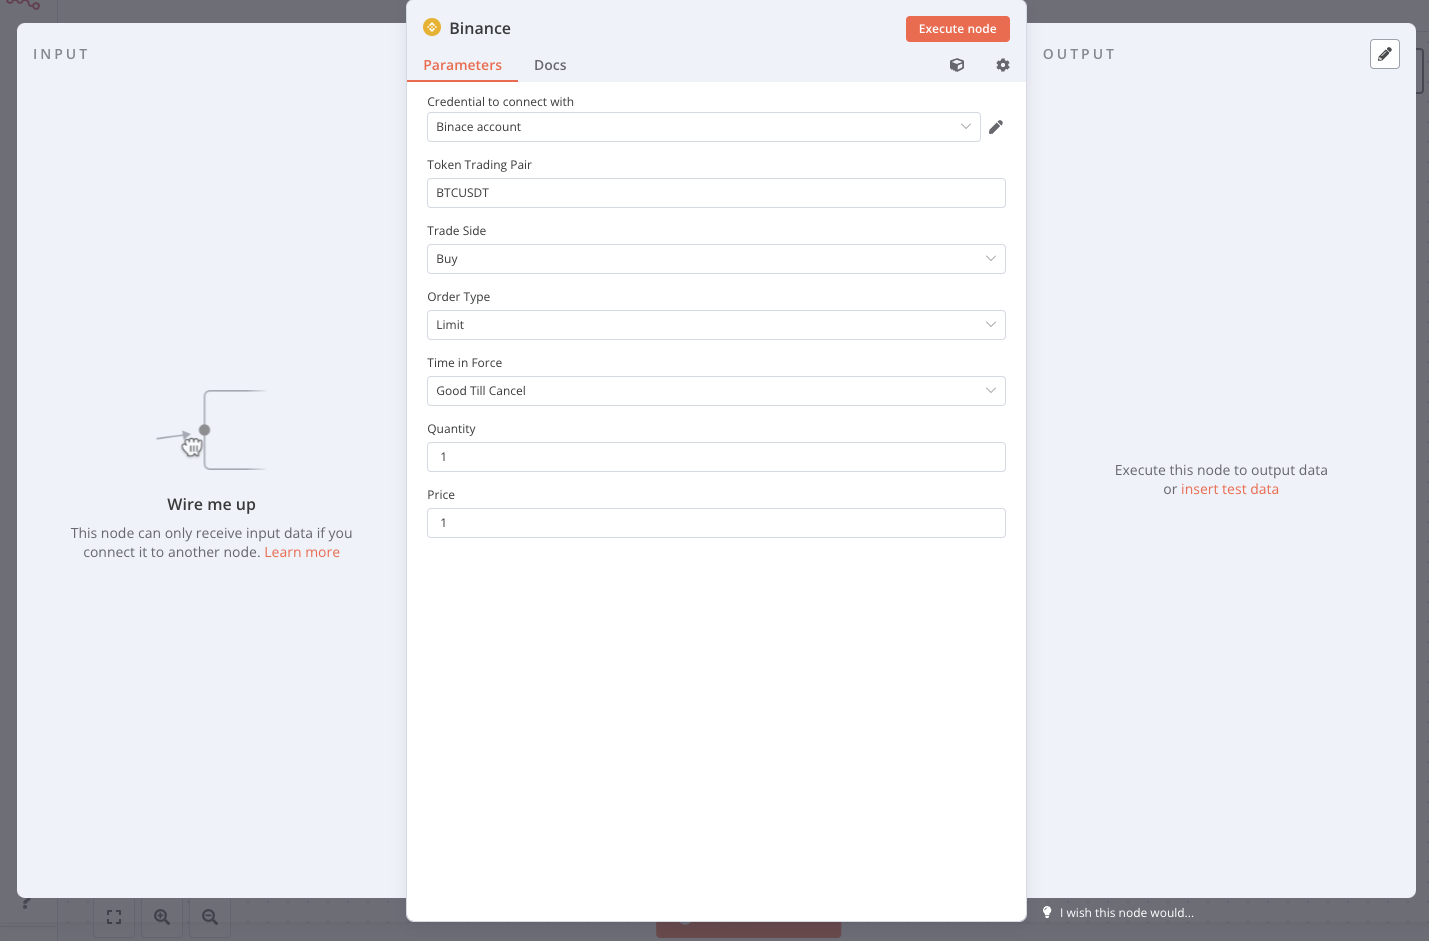 INPUT
Wire me up
This node can only receive input data if you
connect it to another node. Learn more
Binance
Execute node
Parameters
Docs
Credential to connect with
Binace account
Token Trading Pair
BTCUSDT
Trade Side
Buy
Order Type
Limit
Time in Force
Good Till Cancel
Quantity
1
Price
1
OUTPUT
Execute this node to output data
or insert test data
I wish this node would...